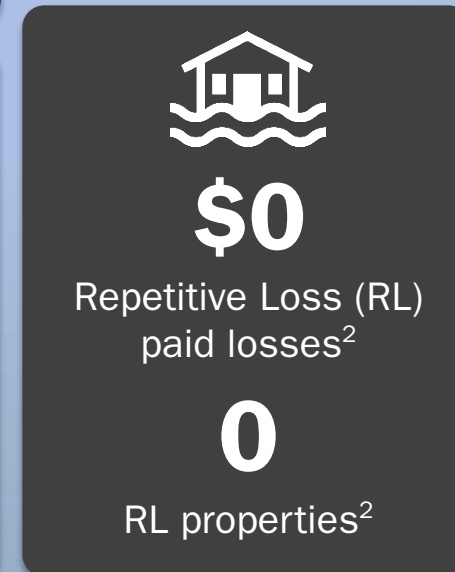 $0
Repetitive Loss (RL)
paid losses²
0
RL properties²